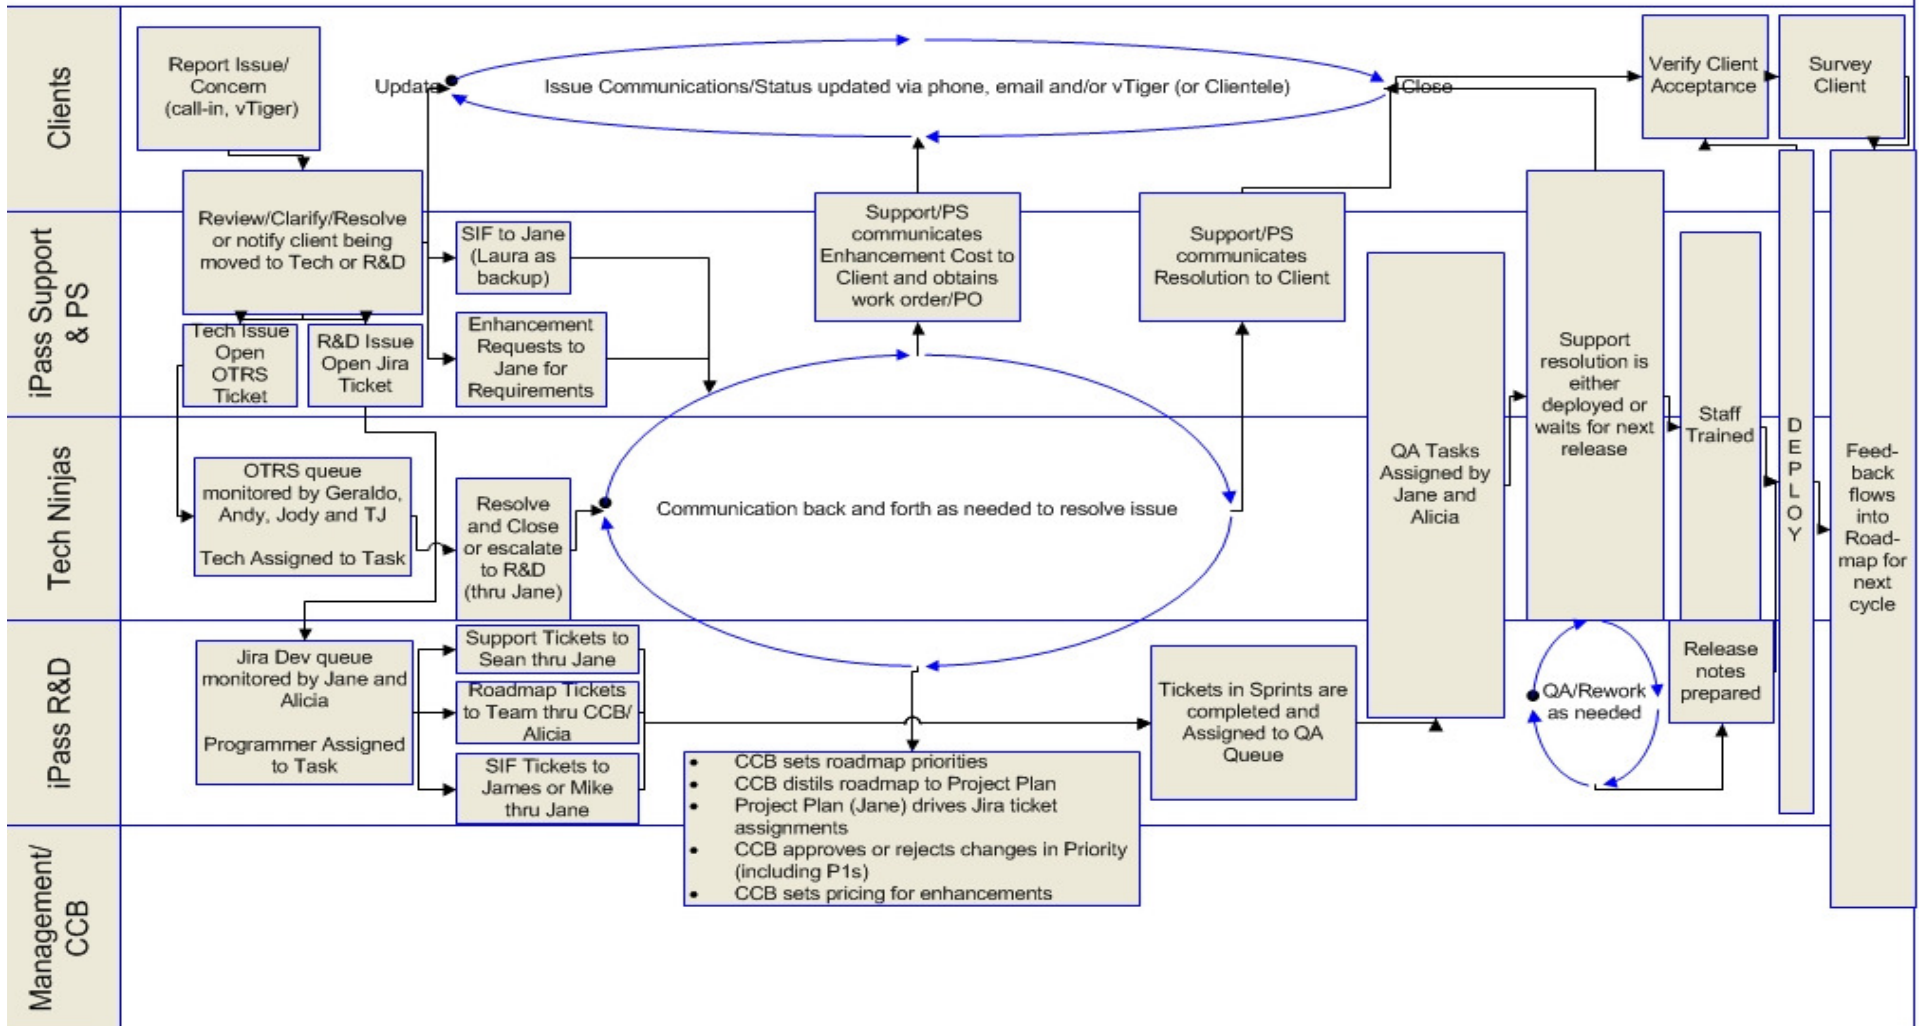 Clients
Report Issue/
Concern
(call-in, vTiger)
Update
Issue Communications/Status updated via phone, email and/or vTiger (or Clientele)
Close
Verify Client
Acceptance
Survey
Client
iPass Support
& PS
Review/Clarify/Resolve
or notify client being
moved to Tech or R&D
SIF to Jane
(Laura as
backup)
Enhancement
Requests to
Jane for
Requirements
Tech Issue
Open
OTRS
Ticket
R&D Issue
Open Jira
Ticket
Support/PS
communicates
Enhancement Cost to
Client and obtains
work order/PO
Support/PS
communicates
Resolution to Client
Tech Ninjas
OTRS queue
monitored by Geraldo,
Andy, Jody and TJ
Tech Assigned to Task
Resolve
and Close
or escalate
to R&D
(thru Jane)
Communication back and forth as needed to resolve issue
QA Tasks
Assigned by
Jane and
Alicia
Support
resolution is
either
deployed or
waits for next
release
Staff
Trained
D
E
P
L
O
Y
Feed-
back
flows
into
Road-
map for
next
cycle
iPass R&D
Jira Dev queue
monitored by Jane and
Alicia
Programmer Assigned
to Task
Support Tickets to
Sean thru Jane
Roadmap Tickets
to Team thru CCB/
Alicia
SIF Tickets to
James or Mike
thru Jane
Tickets in Sprints are
completed and
Assigned to QA
Queue
QA/Rework
as needed
Release
notes
prepared
Management/
CCB
• CCB sets roadmap priorities
• CCB distils roadmap to Project Plan
• Project Plan (Jane) drives Jira ticket
assignments
• CCB approves or rejects changes in Priority
(including P1s)
• CCB sets pricing for enhancements